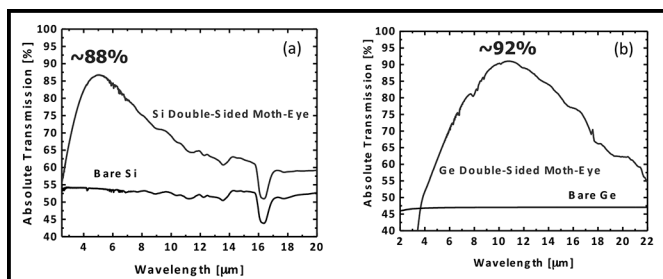 ~88%
(a)
Si Double-Sided Moth-Eye
Bare Si
Absolute Transmission [%]
100
95
90
85
80
75
70
65
60
55
50
45
40
4 6 8 10 12 14 16 18 20
Wavelength [µm]
~92%
(b)
Ge Double-Sided Moth-Eye
Bare Ge
Absolute Transmission [%]
100
95
90
85
80
75
70
65
60
55
50
45
40
2 4 6 8 10 12 14 16 18 20 22
Wavelength [µm]